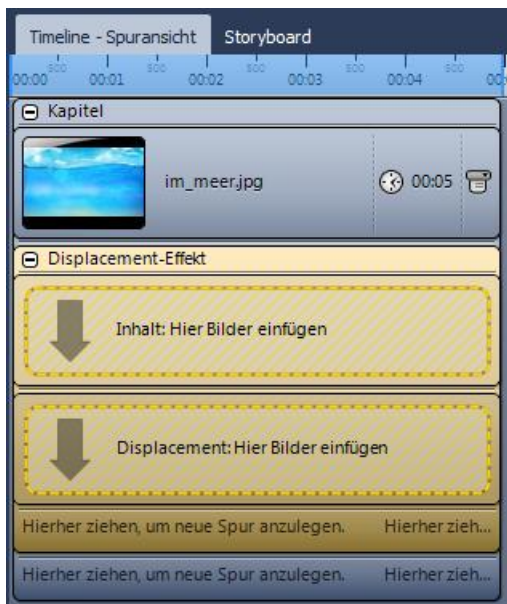 Timeline - Spuransicht Storyboard
500 500 500 500 500
00:00 00:01 00:02 00:03 00:04 00
Kapitel
im_meer.jpg 00:05
Displacement-Effekt
Inhalt: Hier Bilder einfügen
Displacement: Hier Bilder einfügen
Hierher ziehen, um neue Spur anzulegen. Hierher zieh...
Hierher ziehen, um neue Spur anzulegen. Hierher zieh...